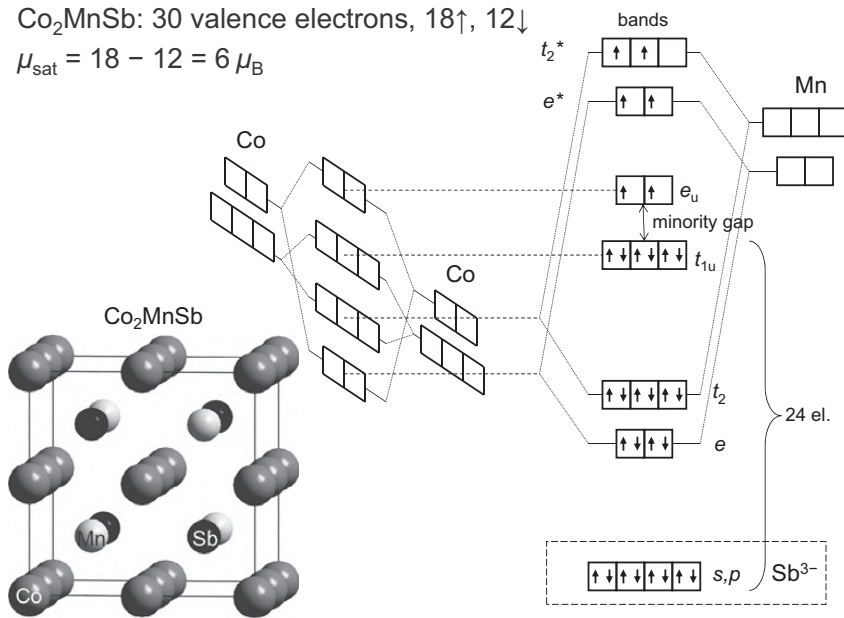 Co₂MnSb: 30 valence electrons, 18↑, 12↓
μsat = 18 − 12 = 6 μB
bands
t₂*
Mn
e*
Co
eu
minority gap
t₁u
Co
Co₂MnSb
t₂
24 el.
e
Mn
Sb
s,p
Sb³⁻
Co